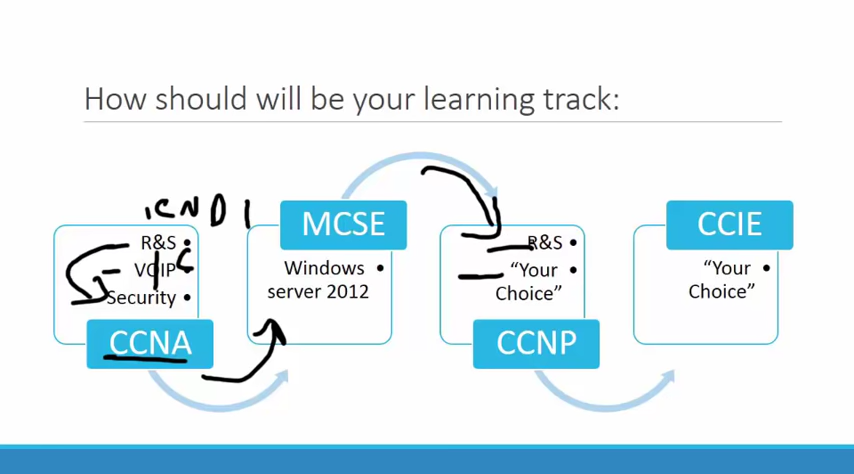 How should will be your learning track:
ICND1
R&S •
VOIP •
Security •
CCNA
MCSE
Windows •
server 2012
R&S •
"Your •
Choice"
CCNP
CCIE
"Your •
Choice"